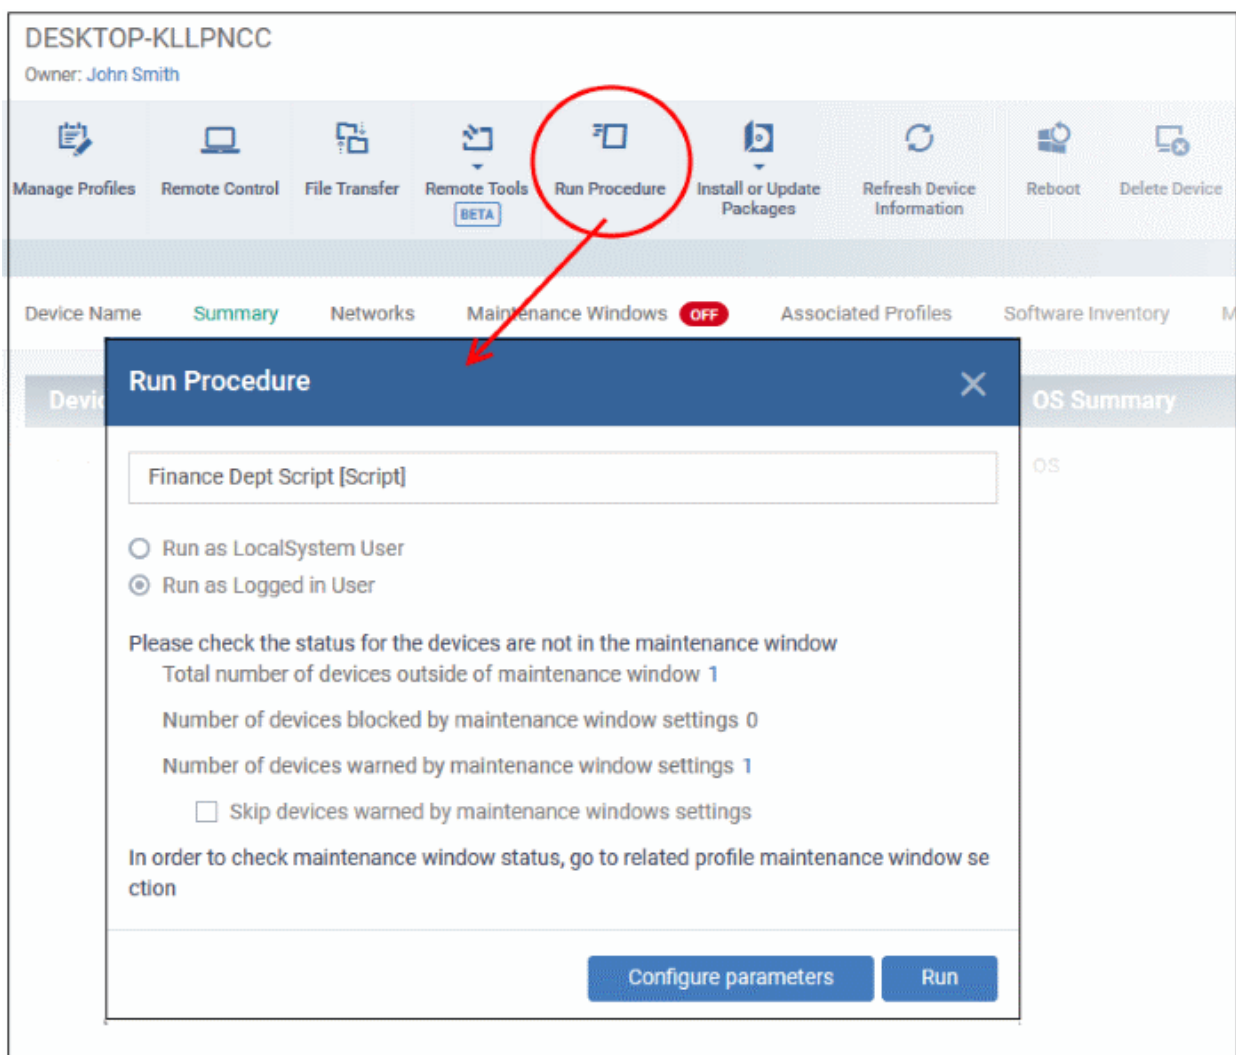 DESKTOP-KLLPNCC
Owner: John Smith
Manage Profiles
Remote Control
File Transfer
Remote Tools
BETA
Run Procedure
Install or Update
Packages
Refresh Device
Information
Reboot
Delete Device
Device Name
Summary
Networks
Maintenance Windows OFF
Associated Profiles
Software Inventory
M
Devic
OS Summary
OS
Run Procedure
Finance Dept Script [Script]
Run as LocalSystem User
Run as Logged in User
Please check the status for the devices are not in the maintenance window
Total number of devices outside of maintenance window 1
Number of devices blocked by maintenance window settings 0
Number of devices warned by maintenance window settings 1
Skip devices warned by maintenance windows settings
In order to check maintenance window status, go to related profile maintenance window se
ction
Configure parameters
Run